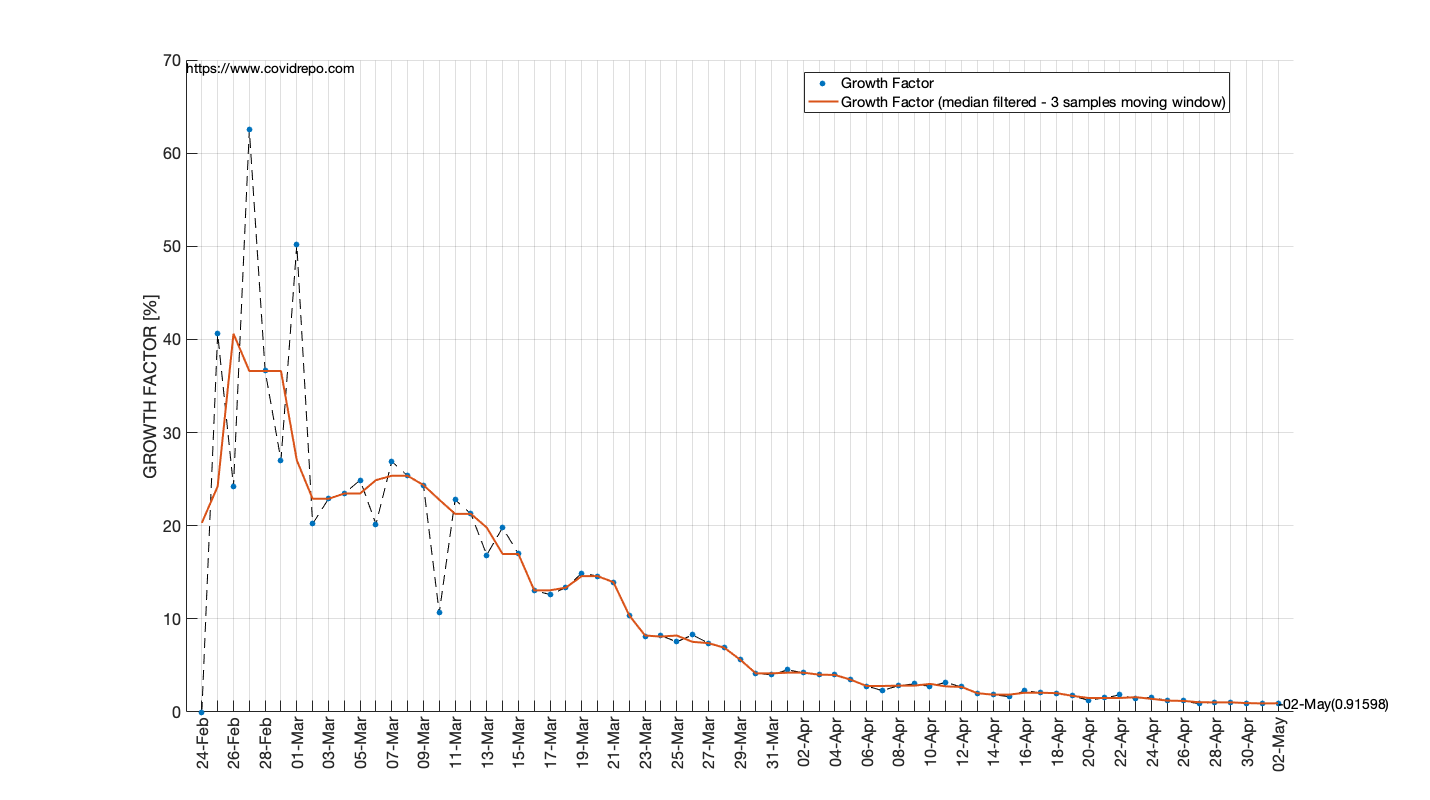 https://www.covidrepo.com
Growth Factor
Growth Factor (median filtered - 3 samples moving window)
GROWTH FACTOR [%]
70
60
50
40
30
20
10
0
02-May(0.91598)
24-Feb
26-Feb
28-Feb
01-Mar
03-Mar
05-Mar
07-Mar
09-Mar
11-Mar
13-Mar
15-Mar
17-Mar
19-Mar
21-Mar
23-Mar
25-Mar
27-Mar
29-Mar
31-Mar
02-Apr
04-Apr
06-Apr
08-Apr
10-Apr
12-Apr
14-Apr
16-Apr
18-Apr
20-Apr
22-Apr
24-Apr
26-Apr
28-Apr
30-Apr
02-May